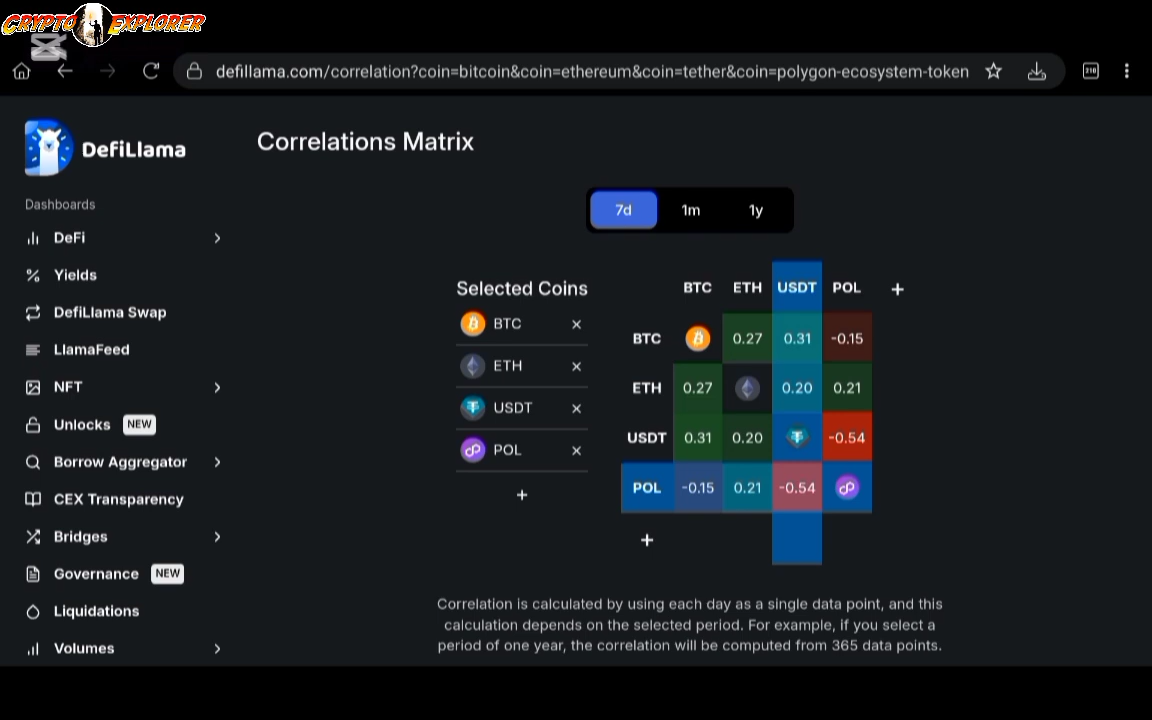 CRYPTO EXPLORER
defillama.com/correlation?coin=bitcoin&coin=ethereum&coin=tether&coin=polygon-ecosystem-token
210
DefiLlama
Correlations Matrix
Dashboards
7d 1m 1y
DeFi
Yields
DefiLlama Swap
LlamaFeed
NFT
Unlocks NEW
Borrow Aggregator
CEX Transparency
Bridges
Governance NEW
Liquidations
Volumes
Selected Coins
BTC ×
ETH ×
USDT ×
POL ×
+
BTC ETH USDT POL +
BTC 0.27 0.31 -0.15
ETH 0.27 0.20 0.21
USDT 0.31 0.20 -0.54
POL -0.15 0.21 -0.54
+
Correlation is calculated by using each day as a single data point, and this
calculation depends on the selected period. For example, if you select a
period of one year, the correlation will be computed from 365 data points.